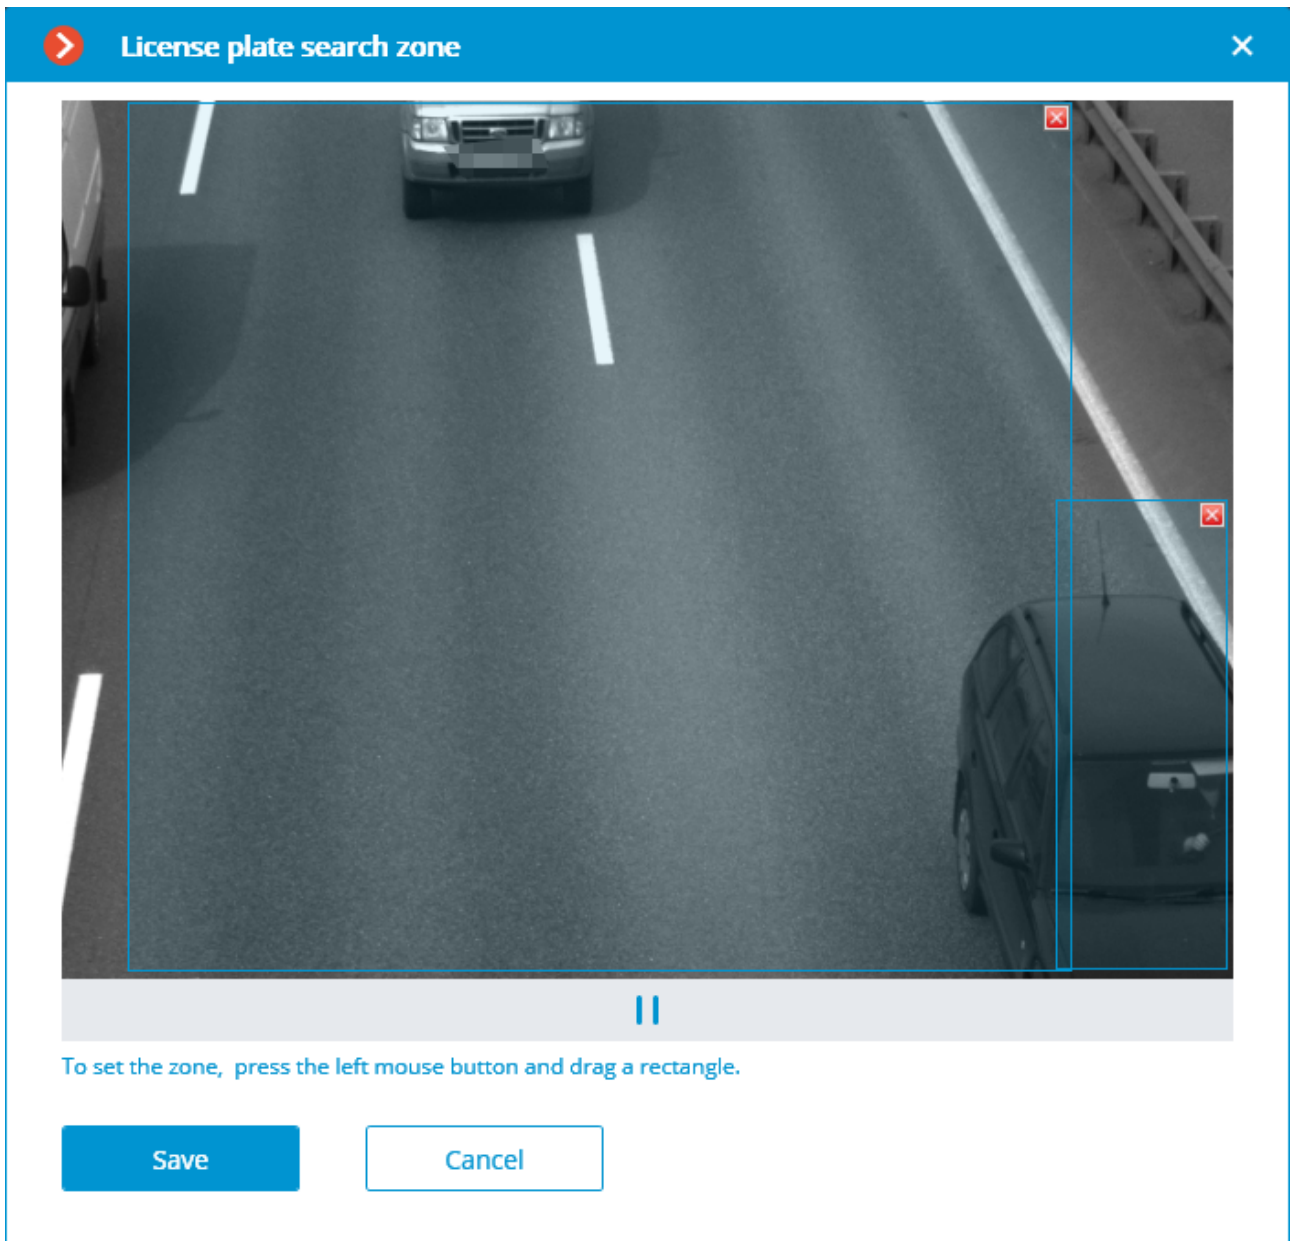 License plate search zone
To set the zone, press the left mouse button and drag a rectangle.
Save
Cancel